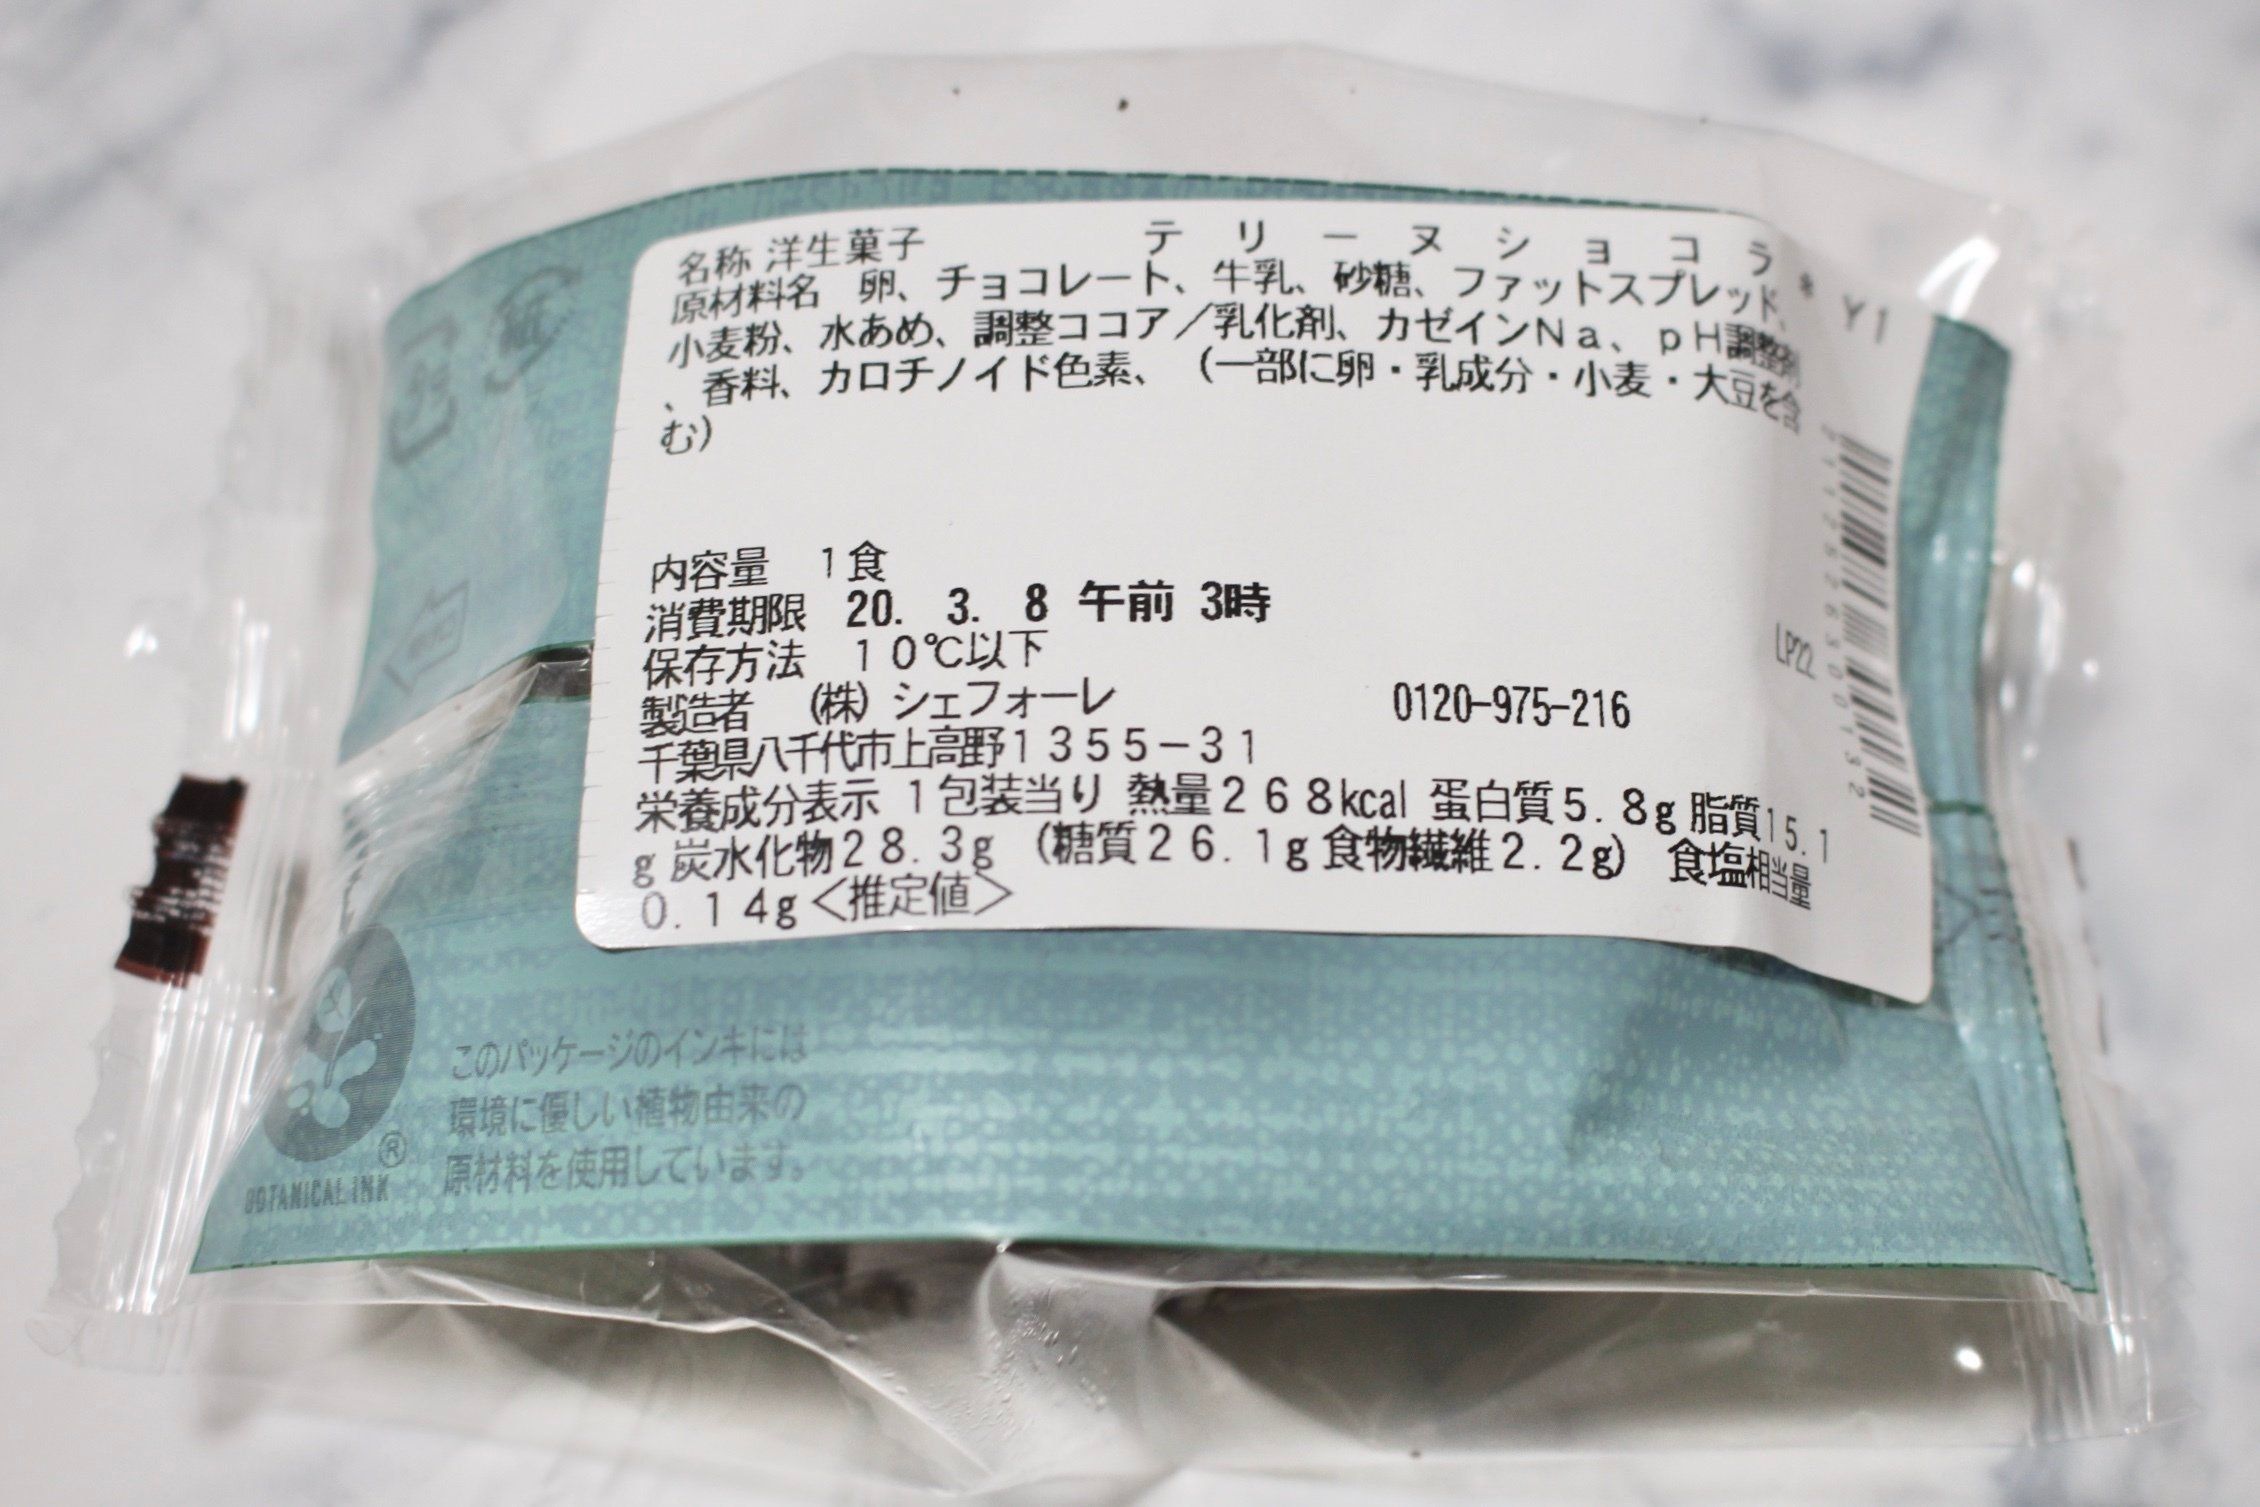 名称 洋生菓子 テリーヌショコラ* Y1
原材料名 卵、チョコレート、牛乳、砂糖、ファットスプレッド、
小麦粉、水あめ、調整ココア／乳化剤、カゼインＮａ、ｐＨ調整剤
、香料、カロチノイド色素、（一部に卵・乳成分・小麦・大豆を含
む）
内容量 1食
消費期限 20. 3. 8 午前 3時
保存方法 １０℃以下
製造者 (株) シェフォーレ 0120-975-216
千葉県八千代市上高野１３５５－３１
栄養成分表示 １包装当り 熱量２６８kcal 蛋白質５．８g 脂質１５．１
g 炭水化物２８．３g （糖質２６．１g 食物繊維２．２g） 食塩相当量
０．１４g＜推定値＞
LP22
このパッケージのインキには
環境に優しい植物由来の
原材料を使用しています。
BOTANICAL INK ®